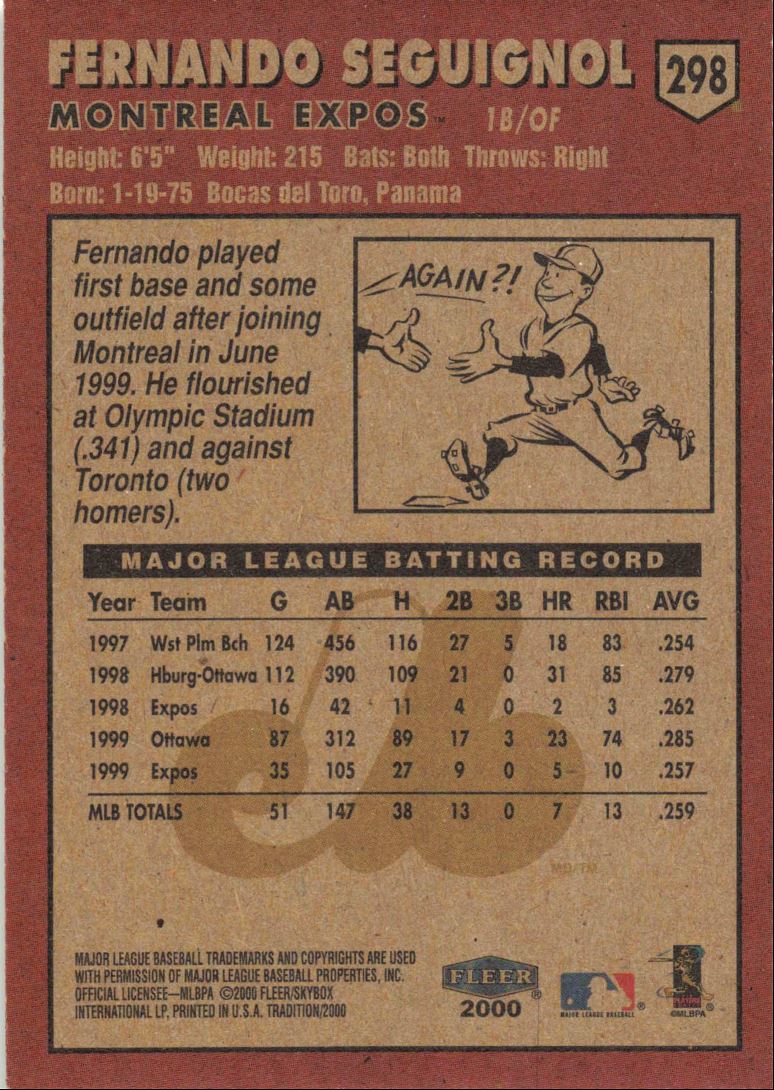 FERNANDO SEGUIGNOL
298
MONTREAL EXPOS™ 1B/OF
Height: 6'5" Weight: 215 Bats: Both Throws: Right
Born: 1-19-75 Bocas del Toro, Panama
Fernando played
first base and some
outfield after joining
Montreal in June
1999. He flourished
at Olympic Stadium
(.341) and against
Toronto (two
homers).
AGAIN?!
MAJOR LEAGUE BATTING RECORD
Year Team G AB H 2B 3B HR RBI AVG
1997 Wst Plm Bch 124 456 116 27 5 18 83 .254
1998 Hburg-Ottawa 112 390 109 21 0 31 85 .279
1998 Expos 16 42 11 4 0 2 3 .262
1999 Ottawa 87 312 89 17 3 23 74 .285
1999 Expos 35 105 27 9 0 5 10 .257
MLB TOTALS 51 147 38 13 0 7 13 .259
MD/TM
MAJOR LEAGUE BASEBALL TRADEMARKS AND COPYRIGHTS ARE USED
WITH PERMISSION OF MAJOR LEAGUE BASEBALL PROPERTIES, INC.
OFFICIAL LICENSEE—MLBPA ©2000 FLEER/SKYBOX
INTERNATIONAL LP, PRINTED IN U.S.A. TRADITION/2000
FLEER®
2000
MAJOR LEAGUE BASEBALL®
PLAYERS
©MLBPA